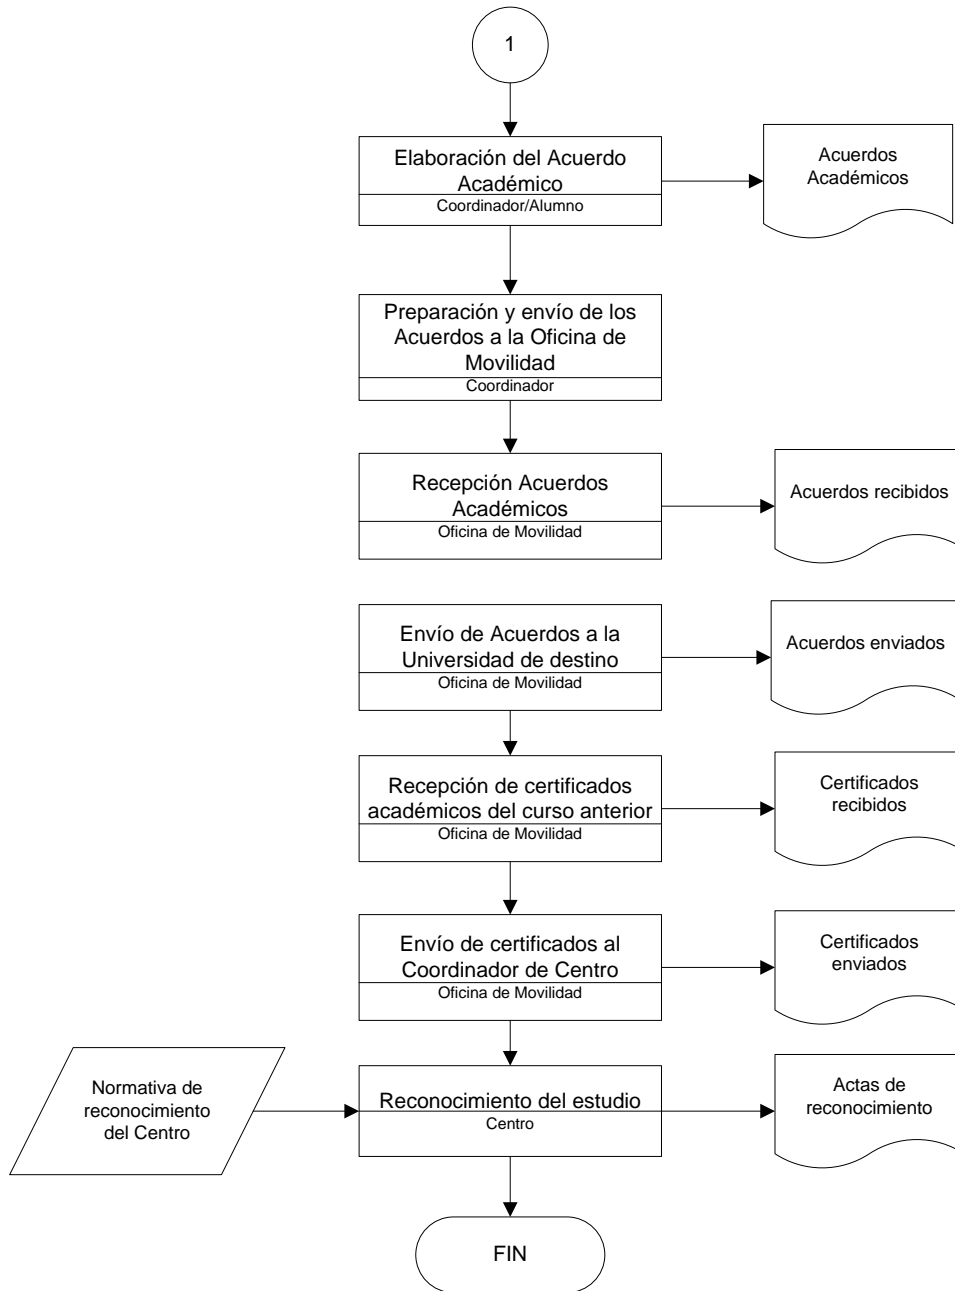 1
Elaboración del Acuerdo
Académico
Coordinador/Alumno
Acuerdos
Académicos
Preparación y envío de los
Acuerdos a la Oficina de
Movilidad
Coordinador
Recepción Acuerdos
Académicos
Oficina de Movilidad
Acuerdos recibidos
Envío de Acuerdos a la
Universidad de destino
Oficina de Movilidad
Acuerdos enviados
Recepción de certificados
académicos del curso anterior
Oficina de Movilidad
Certificados
recibidos
Envío de certificados al
Coordinador de Centro
Oficina de Movilidad
Certificados
enviados
Normativa de
reconocimiento
del Centro
Reconocimiento del estudio
Centro
Actas de
reconocimiento
FIN